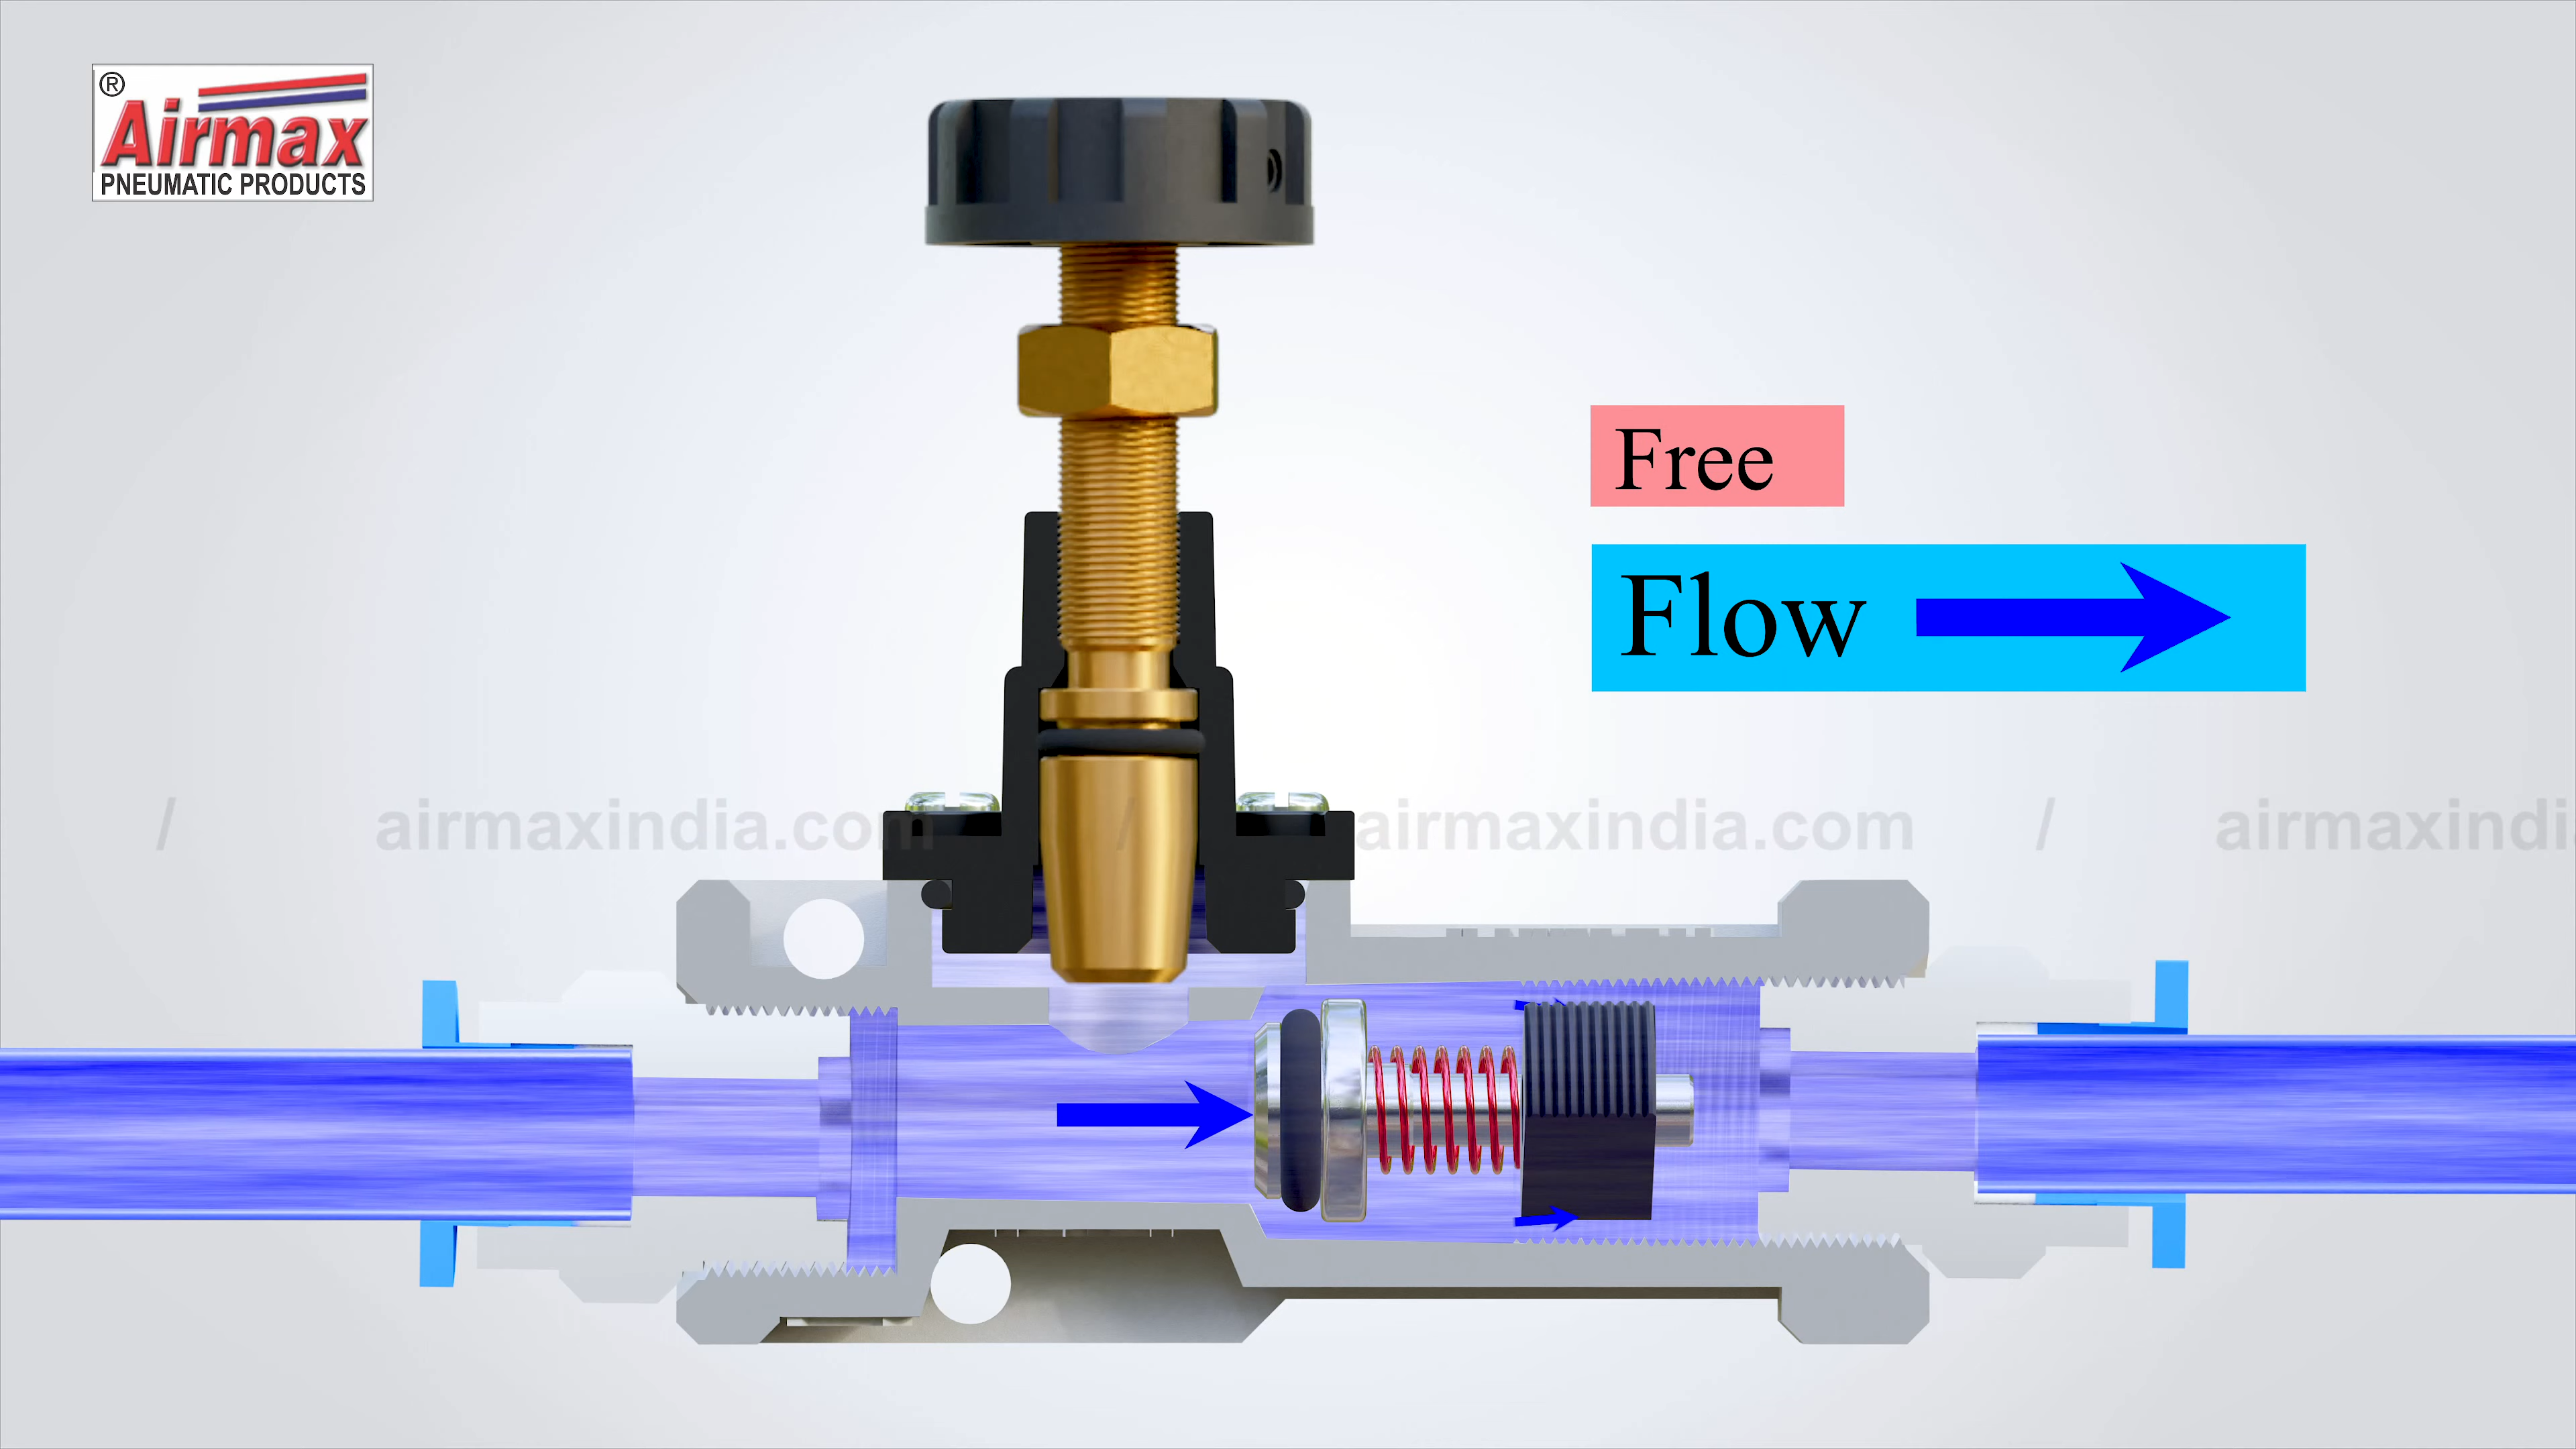 ®
Airmax
PNEUMATIC PRODUCTS
Free
Flow
/ airmaxindia.com / airmaxindia.com / airmaxindi